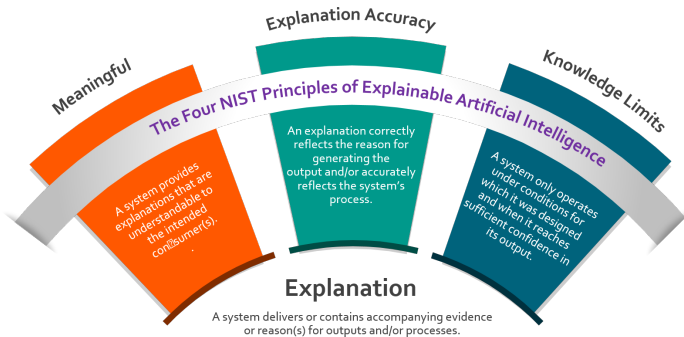 Explanation Accuracy
Meaningful
Knowledge Limits
The Four NIST Principles of Explainable Artificial Intelligence
A system provides
explanations that are
understandable to
the intended
con⍰sumer(s).
.
An explanation correctly
reflects the reason for
generating the
output and/or accurately
reflects the system's
process.
A system only operates
under conditions for
which it was designed
and when it reaches
sufficient confidence in
its output.
Explanation
A system delivers or contains accompanying evidence
or reason(s) for outputs and/or processes.